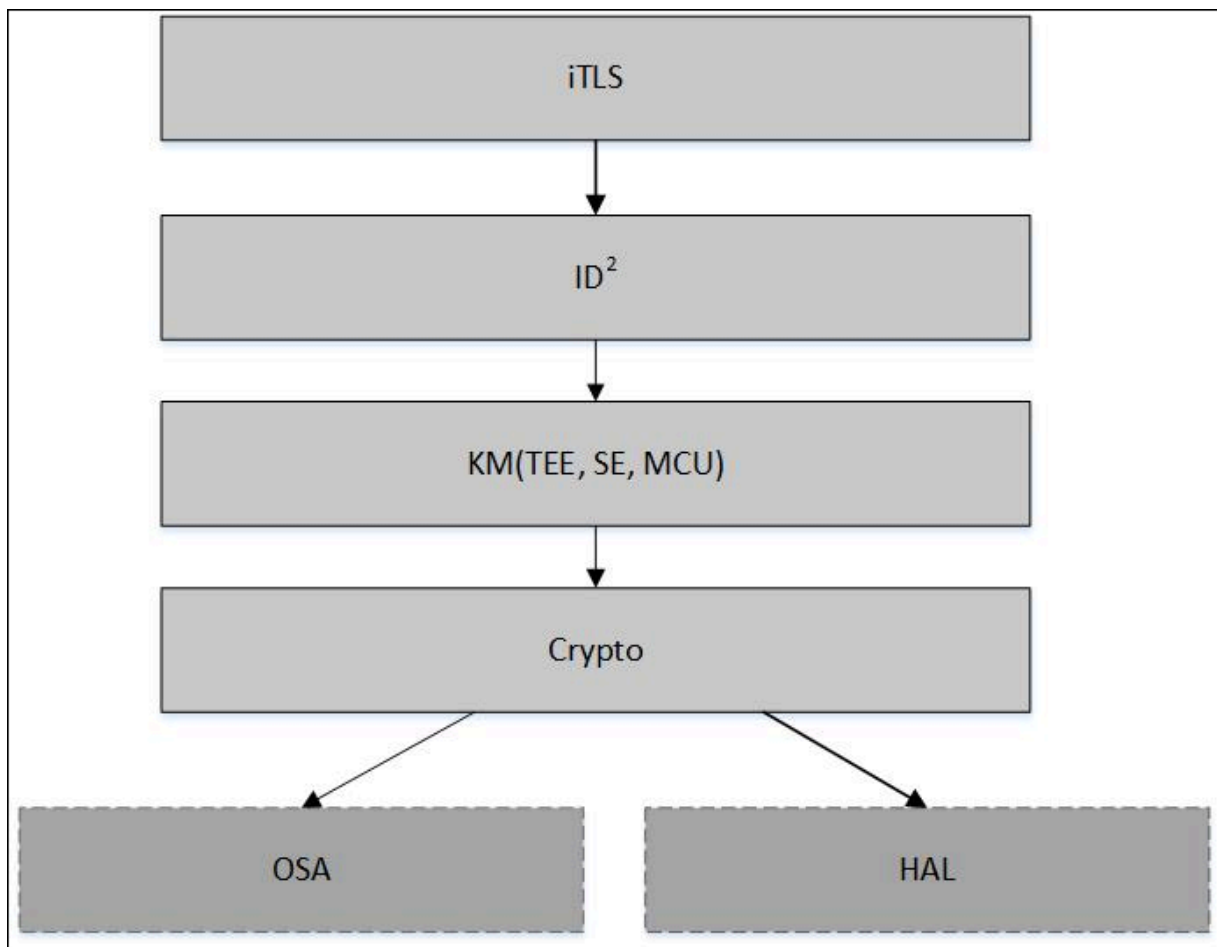 iTLS
ID²
KM(TEE, SE, MCU)
Crypto
OSA
HAL